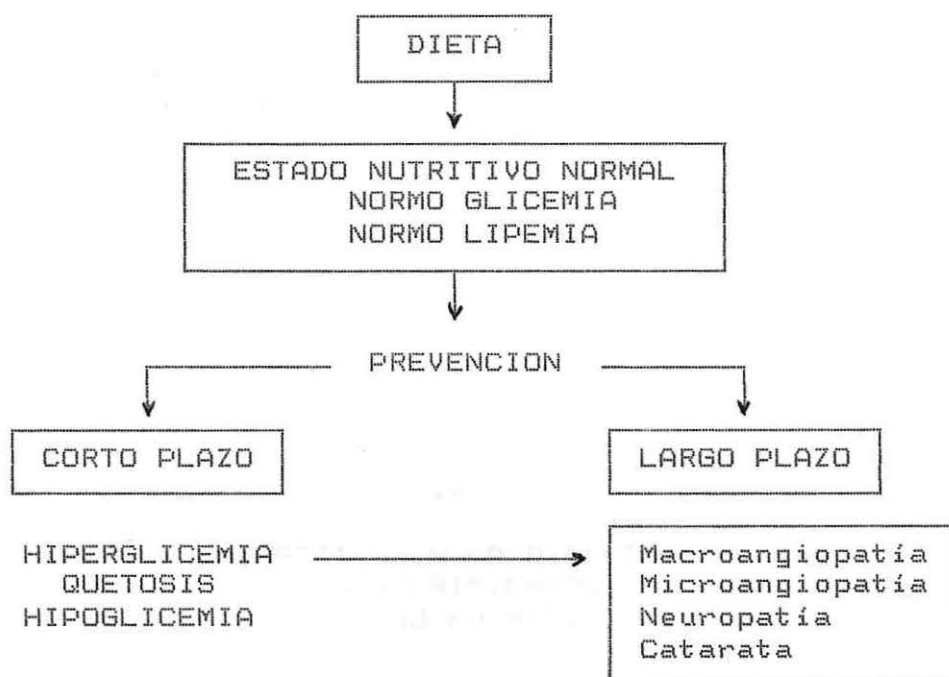 DIETA
ESTADO NUTRITIVO NORMAL
NORMO GLICEMIA
NORMO LIPEMIA
PREVENCION
CORTO PLAZO
LARGO PLAZO
HIPERGLICEMIA
QUETOSIS
HIPOGLICEMIA
Macroangiopatía
Microangiopatía
Neuropatía
Catarata